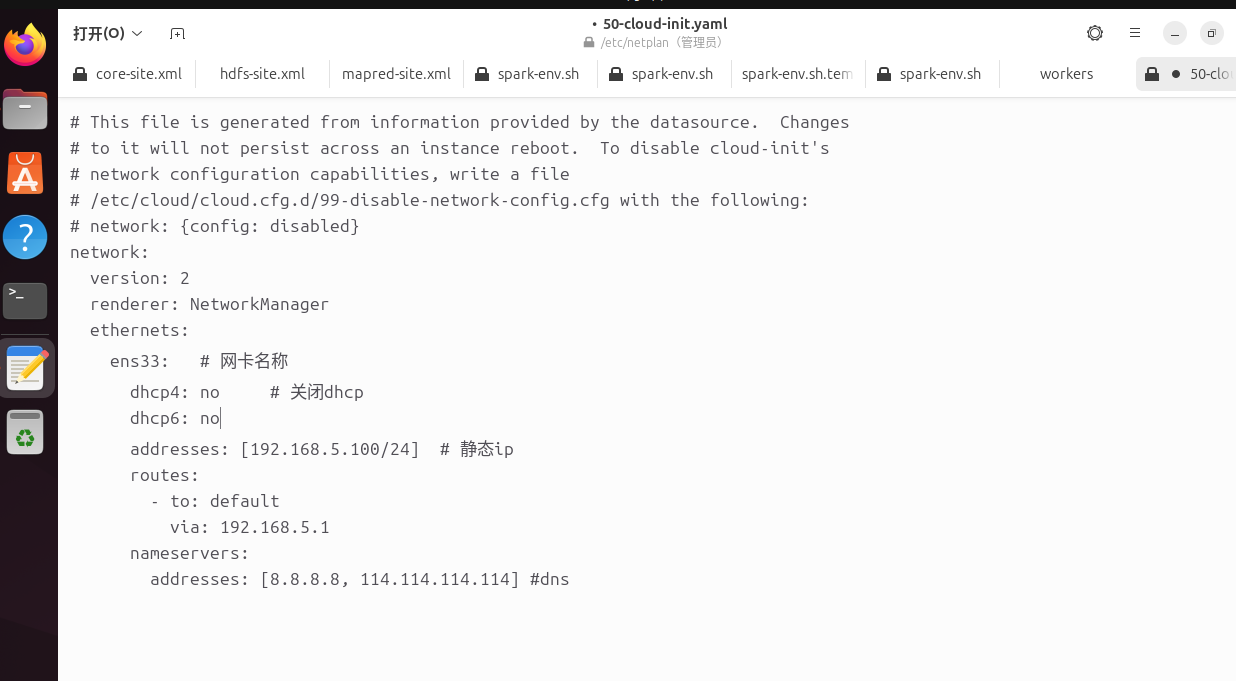 打开(O)
• 50-cloud-init.yaml
/etc/netplan（管理员）
core-site.xml hdfs-site.xml mapred-site.xml spark-env.sh spark-env.sh spark-env.sh.tem spark-env.sh workers • 50-clo
# This file is generated from information provided by the datasource.  Changes
# to it will not persist across an instance reboot.  To disable cloud-init's
# network configuration capabilities, write a file
# /etc/cloud/cloud.cfg.d/99-disable-network-config.cfg with the following:
# network: {config: disabled}
network:
  version: 2
  renderer: NetworkManager
  ethernets:
    ens33:   # 网卡名称
      dhcp4: no     # 关闭dhcp
      dhcp6: no
      addresses: [192.168.5.100/24]  # 静态ip
      routes:
        - to: default
          via: 192.168.5.1
      nameservers:
        addresses: [8.8.8.8, 114.114.114.114] #dns